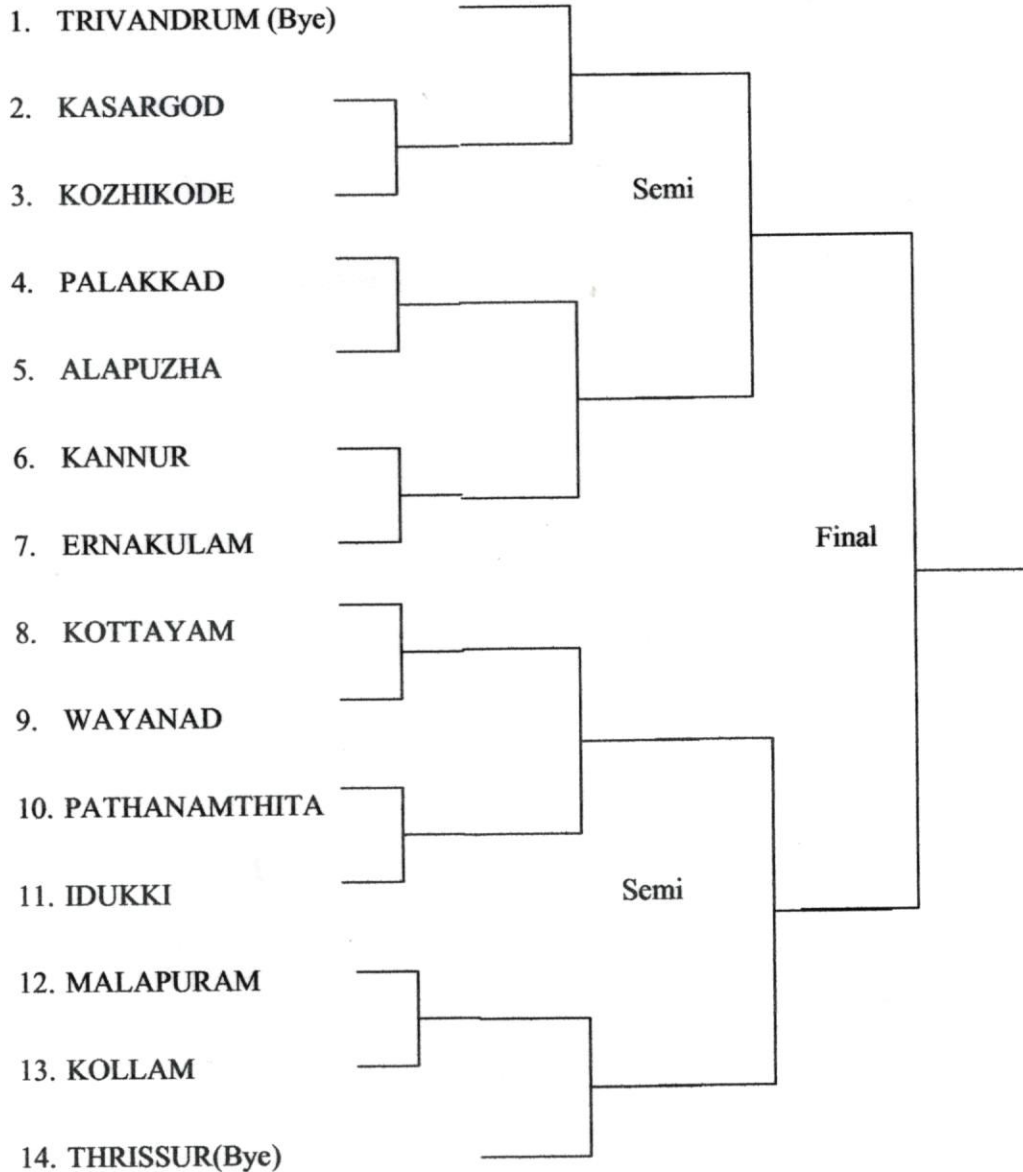 1. TRIVANDRUM (Bye)
2. KASARGOD
3. KOZHIKODE
Semi
4. PALAKKAD
5. ALAPUZHA
6. KANNUR
7. ERNAKULAM
Final
8. KOTTAYAM
9. WAYANAD
10. PATHANAMTHITA
11. IDUKKI
Semi
12. MALAPURAM
13. KOLLAM
14. THRISSUR(Bye)